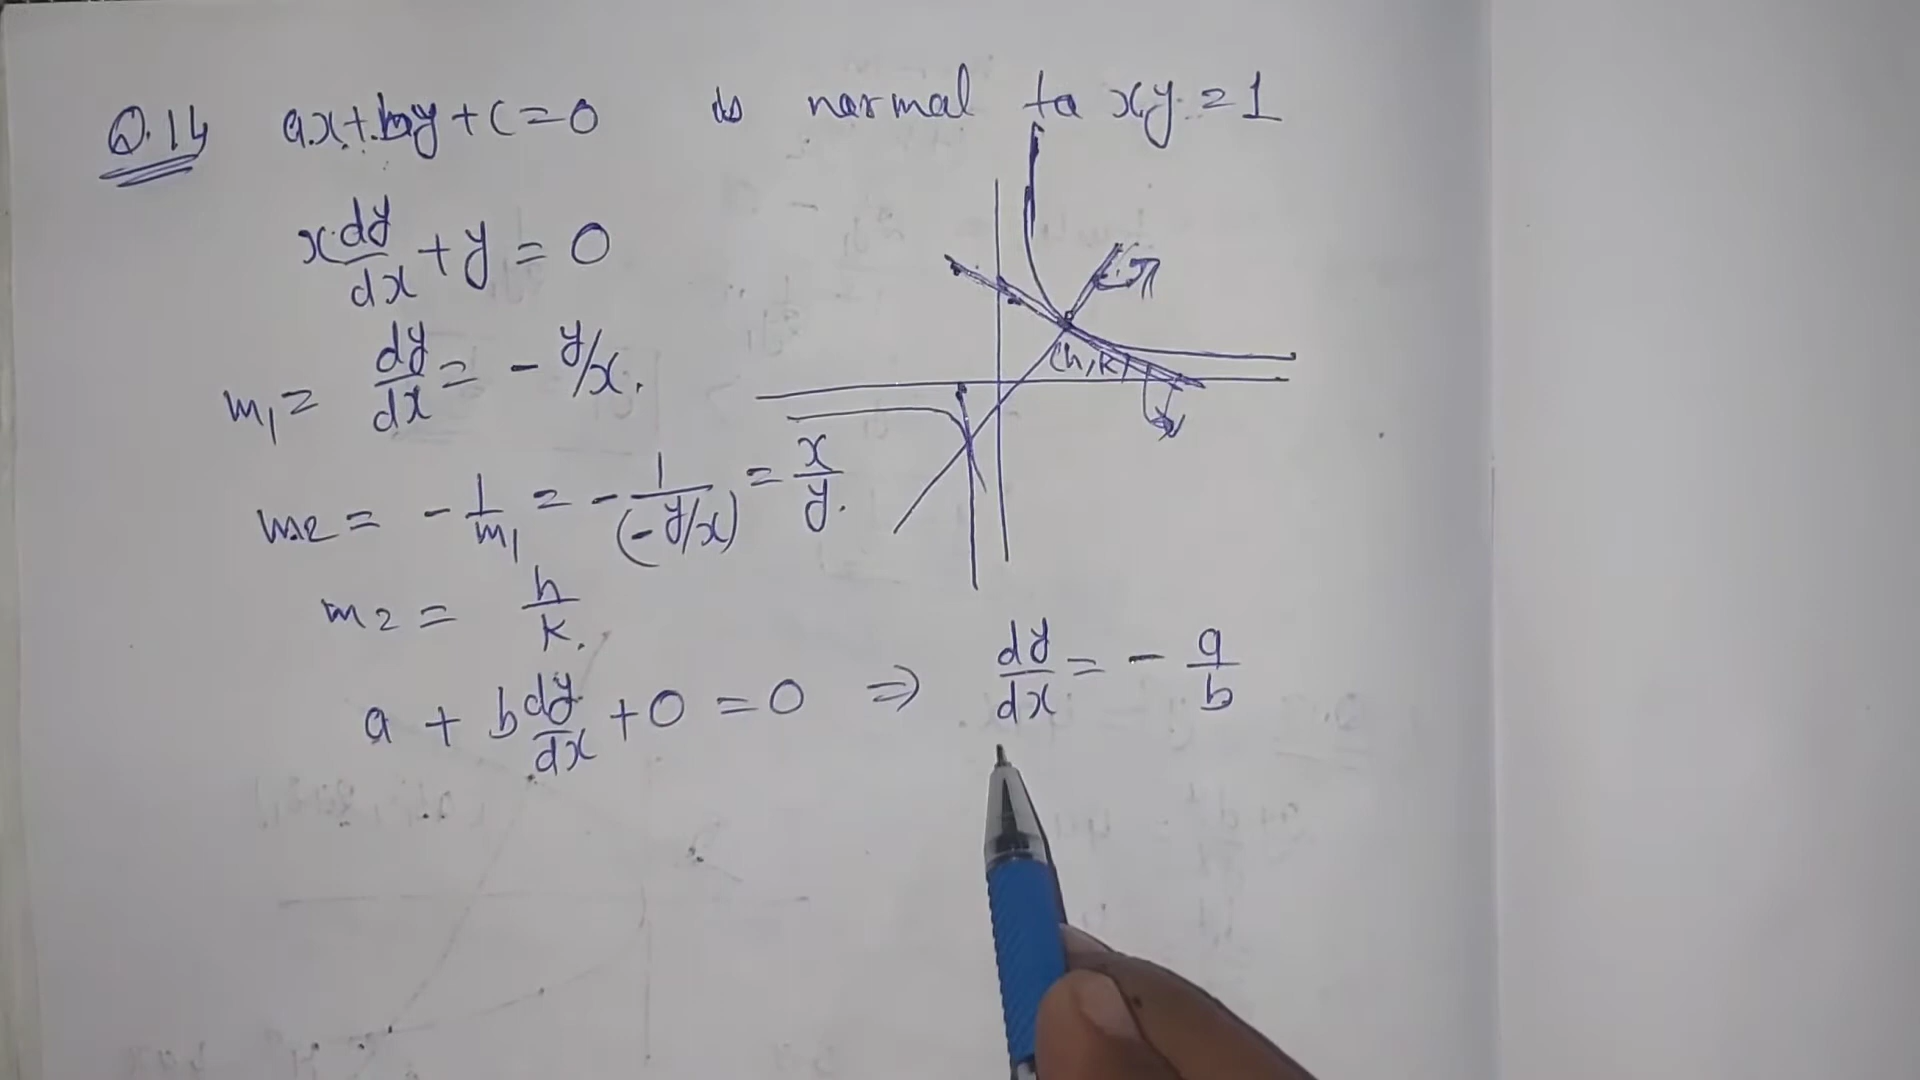 Q.14 ax+by+c=0 is normal to xy=1
x dy/dx + y = 0
m₁ = dy/dx = - y/x.
m₂ = - 1/m₁ = - 1/(-y/x) = x/y.
(h,k)
m₂ = h/k.
a + b dy/dx + 0 = 0 ⇒ dy/dx = - a/b